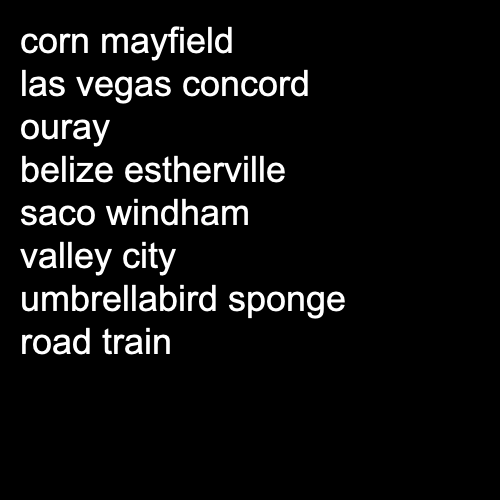 corn mayfield
las vegas concord
ouray
belize estherville
saco windham
valley city
umbrellabird sponge
road train